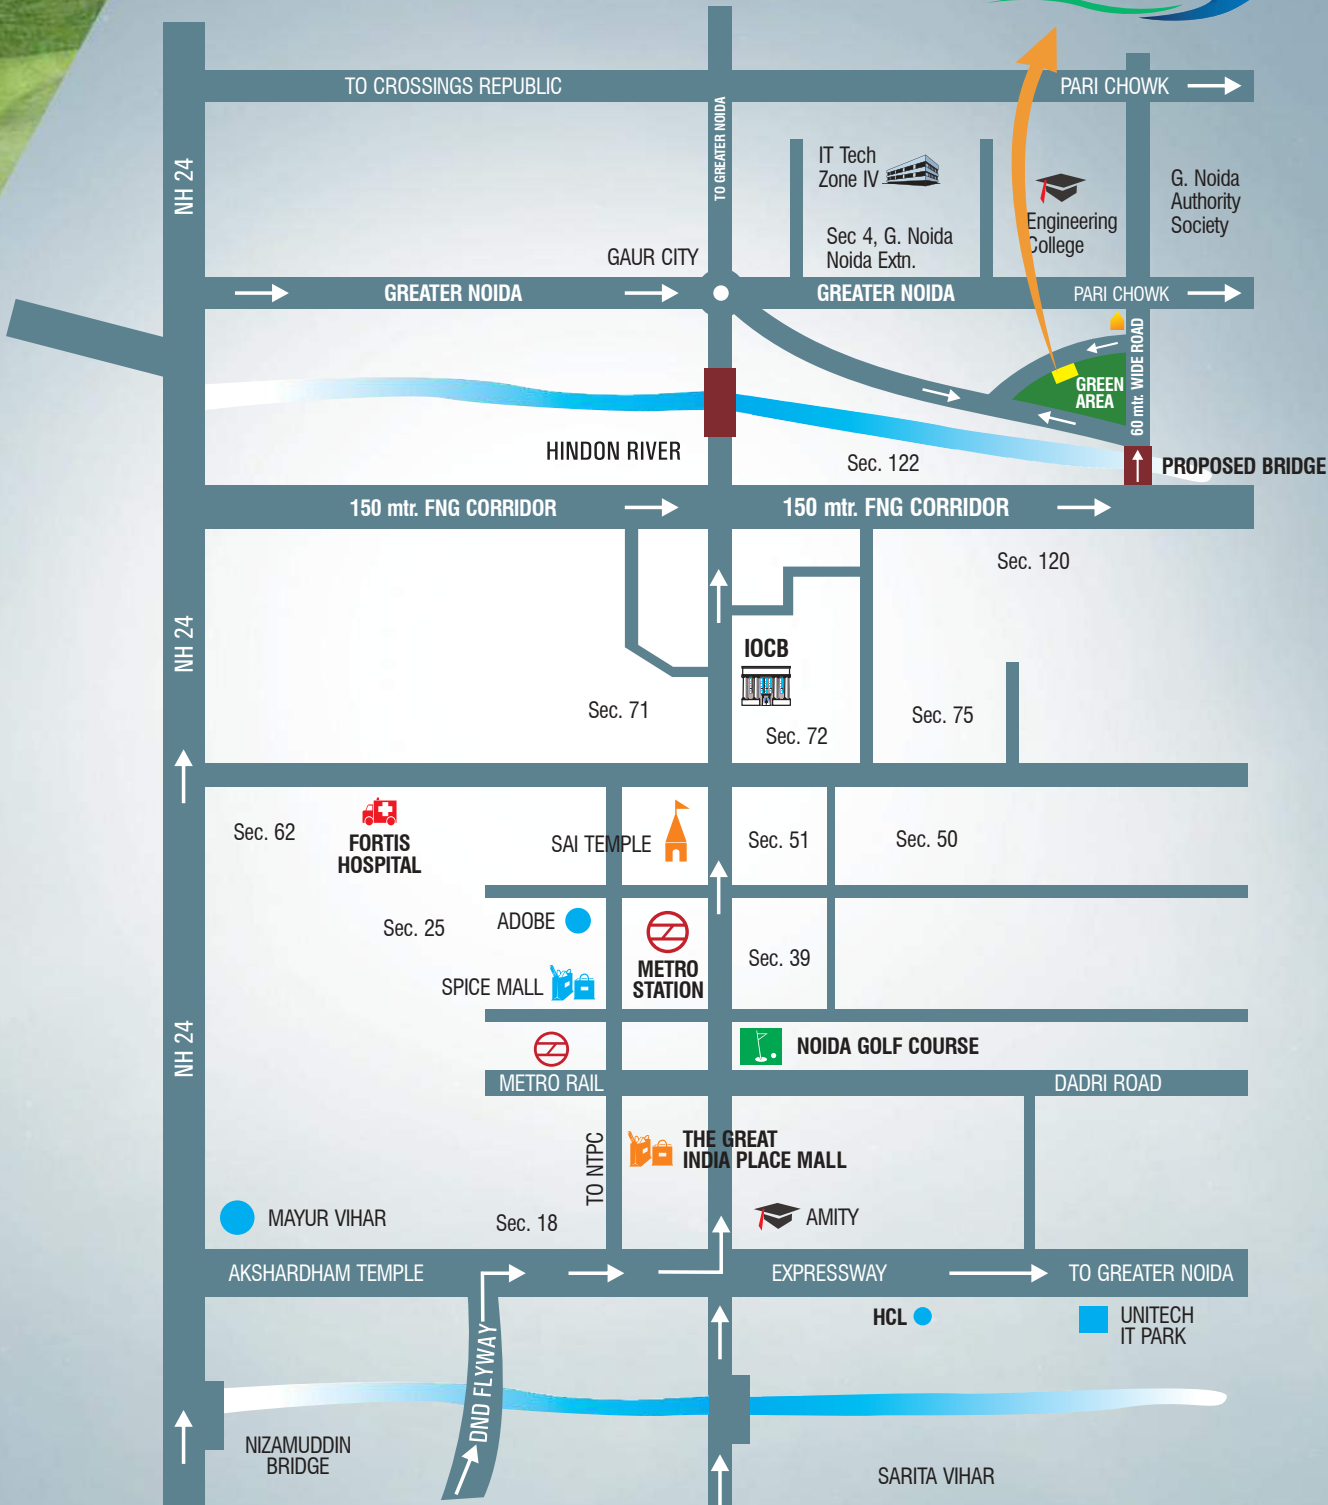 TO CROSSINGS REPUBLIC
PARI CHOWK
NH 24
TO GREATER NOIDA
IT Tech
Zone IV
Engineering
College
G. Noida
Authority
Society
Sec 4, G. Noida
Noida Extn.
GAUR CITY
GREATER NOIDA
GREATER NOIDA
PARI CHOWK
60 mtr. WIDE ROAD
GREEN
AREA
HINDON RIVER
Sec. 122
PROPOSED BRIDGE
150 mtr. FNG CORRIDOR
150 mtr. FNG CORRIDOR
Sec. 120
NH 24
IOCB
Sec. 71
Sec. 72
Sec. 75
Sec. 62
FORTIS
HOSPITAL
SAI TEMPLE
Sec. 51
Sec. 50
Sec. 25
ADOBE
SPICE MALL
METRO
STATION
Sec. 39
NH 24
NOIDA GOLF COURSE
METRO RAIL
DADRI ROAD
TO NTPC
THE GREAT
INDIA PLACE MALL
MAYUR VIHAR
Sec. 18
AMITY
AKSHARDHAM TEMPLE
EXPRESSWAY
TO GREATER NOIDA
HCL
UNITECH
IT PARK
DND FLYWAY
NIZAMUDDIN
BRIDGE
SARITA VIHAR